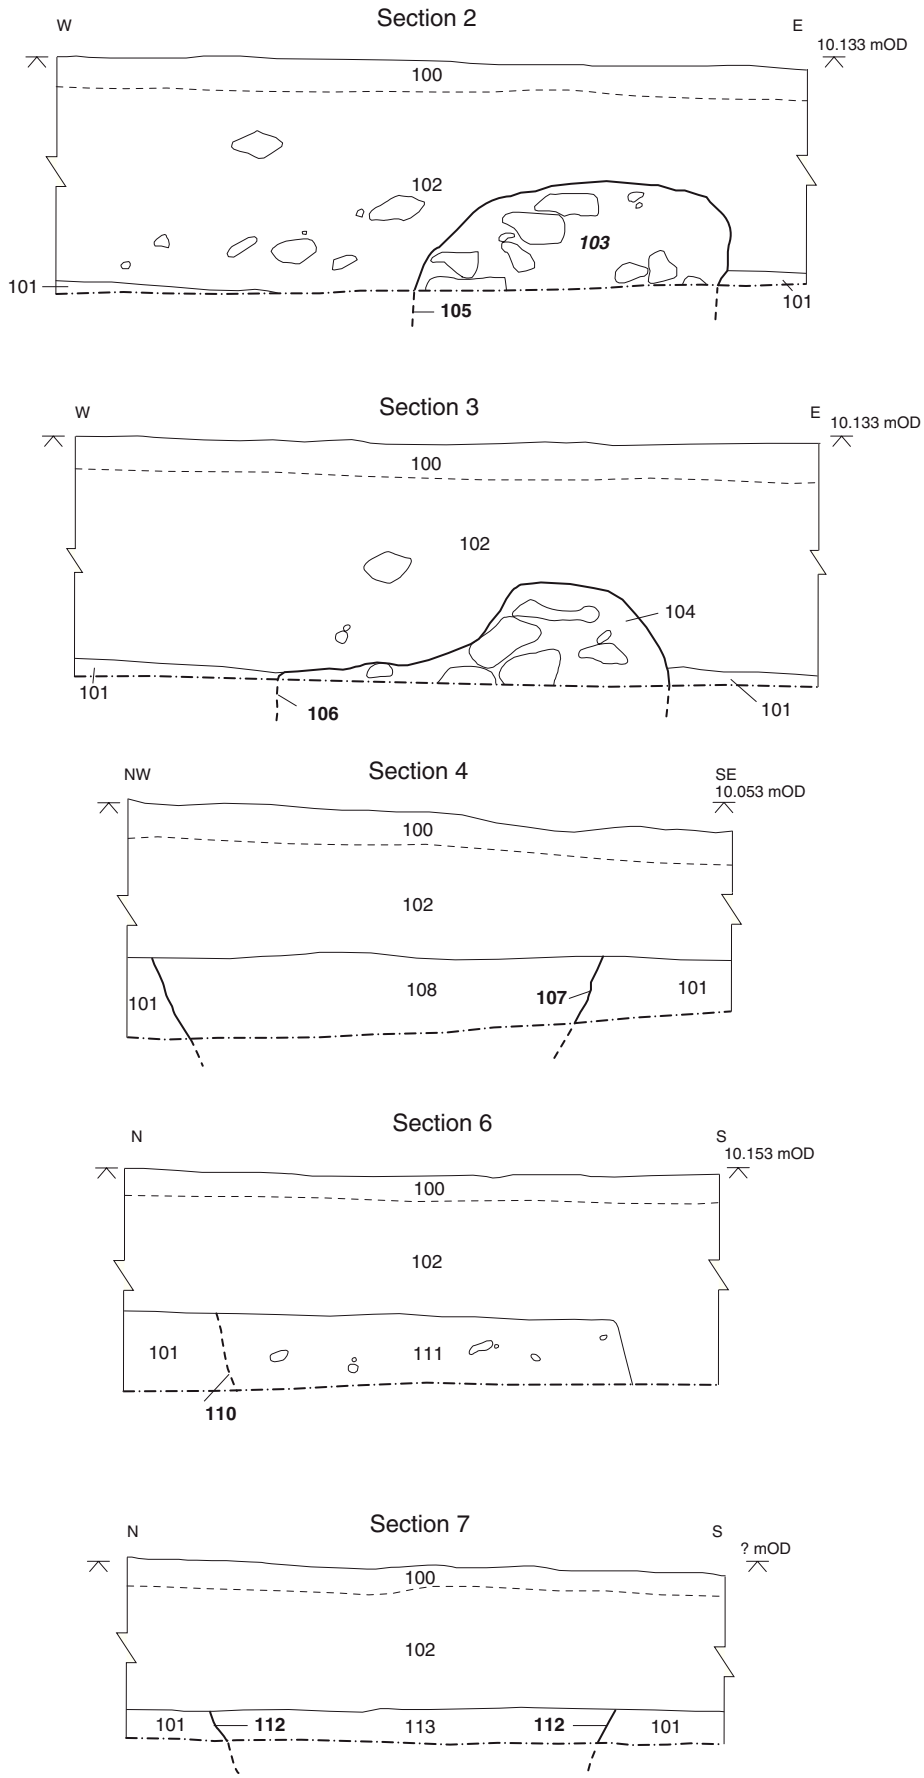 Section 2
W
E
10.133 mOD
100
102
103
101
101
105
Section 3
W
E
10.133 mOD
100
102
104
101
101
106
Section 4
NW
SE
10.053 mOD
100
102
101
108
107
101
Section 6
N
S
10.153 mOD
100
102
101
111
110
Section 7
N
S
? mOD
100
102
101
112
113
112
101